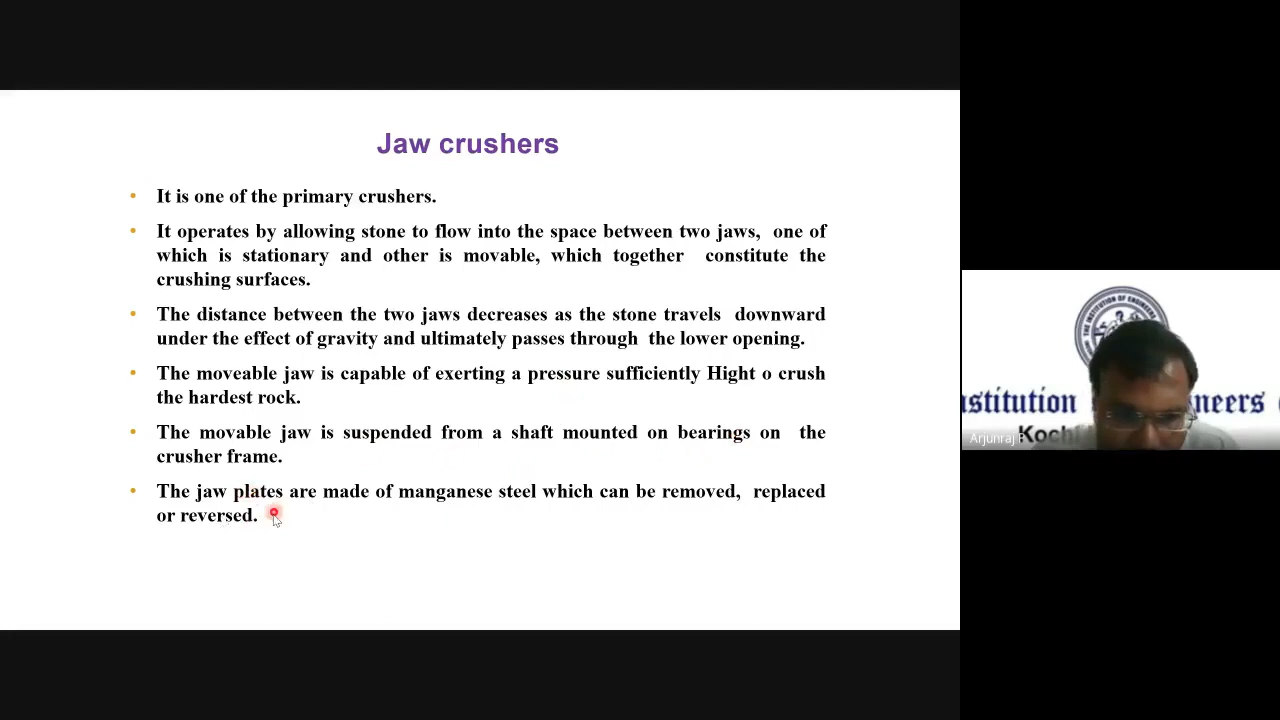 Jaw crushers
• It is one of the primary crushers.
• It operates by allowing stone to flow into the space between two jaws, one of
which is stationary and other is movable, which together constitute the
crushing surfaces.
• The distance between the two jaws decreases as the stone travels downward
under the effect of gravity and ultimately passes through the lower opening.
• The moveable jaw is capable of exerting a pressure sufficiently Hight o crush
the hardest rock.
• The movable jaw is suspended from a shaft mounted on bearings on the
crusher frame.
• The jaw plates are made of manganese steel which can be removed, replaced
or reversed.
THE INSTITUTION OF ENGINEERS
stitution neers
Koch
Arjunraj